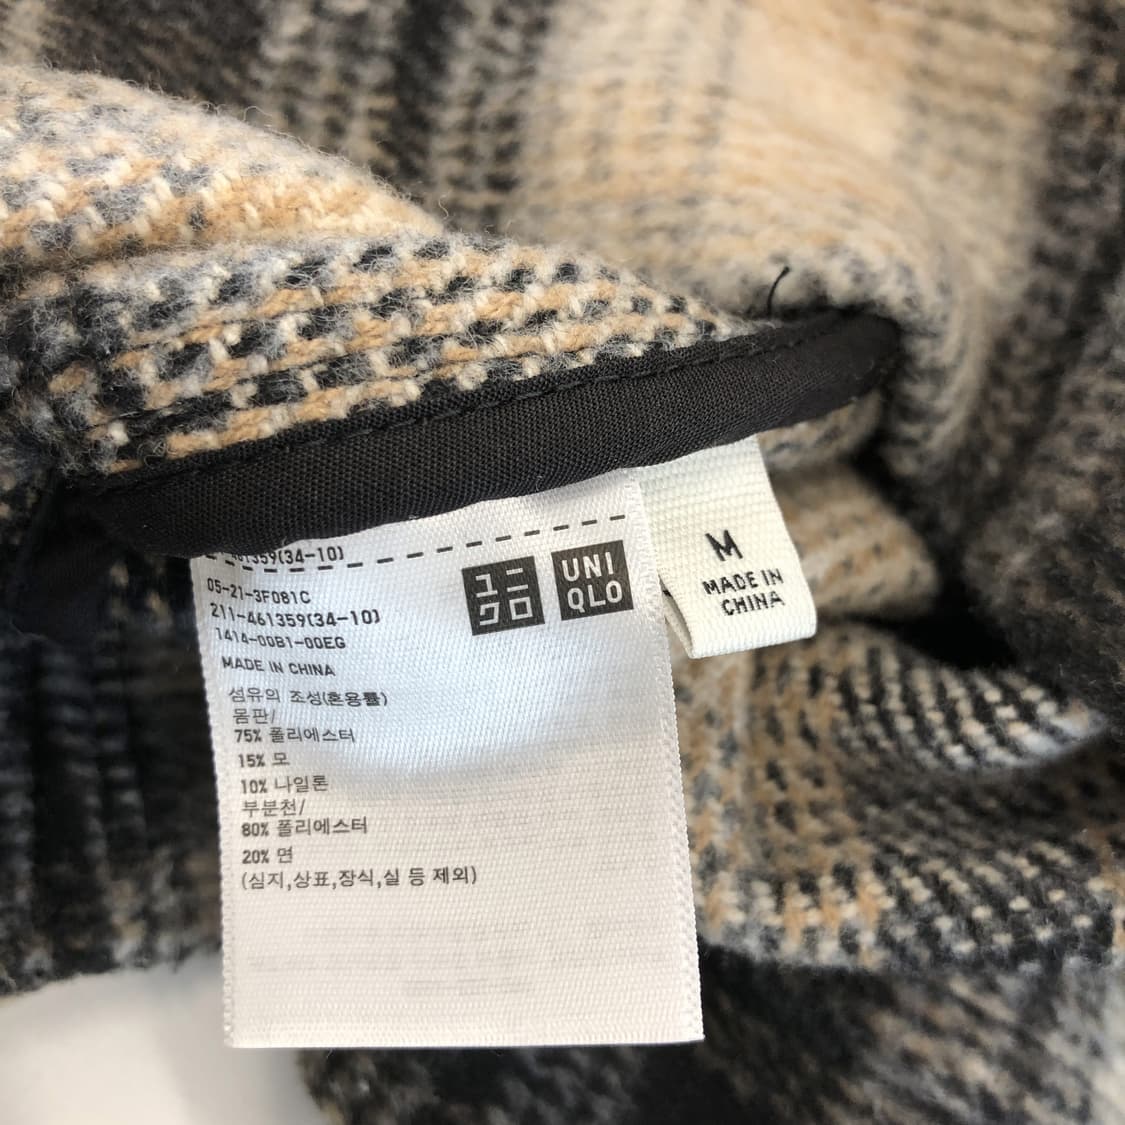 461359(34-10)
05-21-3F081C
211-461359(34-10)
1414-00B1-00EG
MADE IN CHINA
섬유의 조성(혼용률)
몸판/
75% 폴리에스터
15% 모
10% 나일론
부분천/
80% 폴리에스터
20% 면
(심지,상표,장식,실 등 제외)
ユニ
クロ
UNI
QLO
M
MADE IN
CHINA